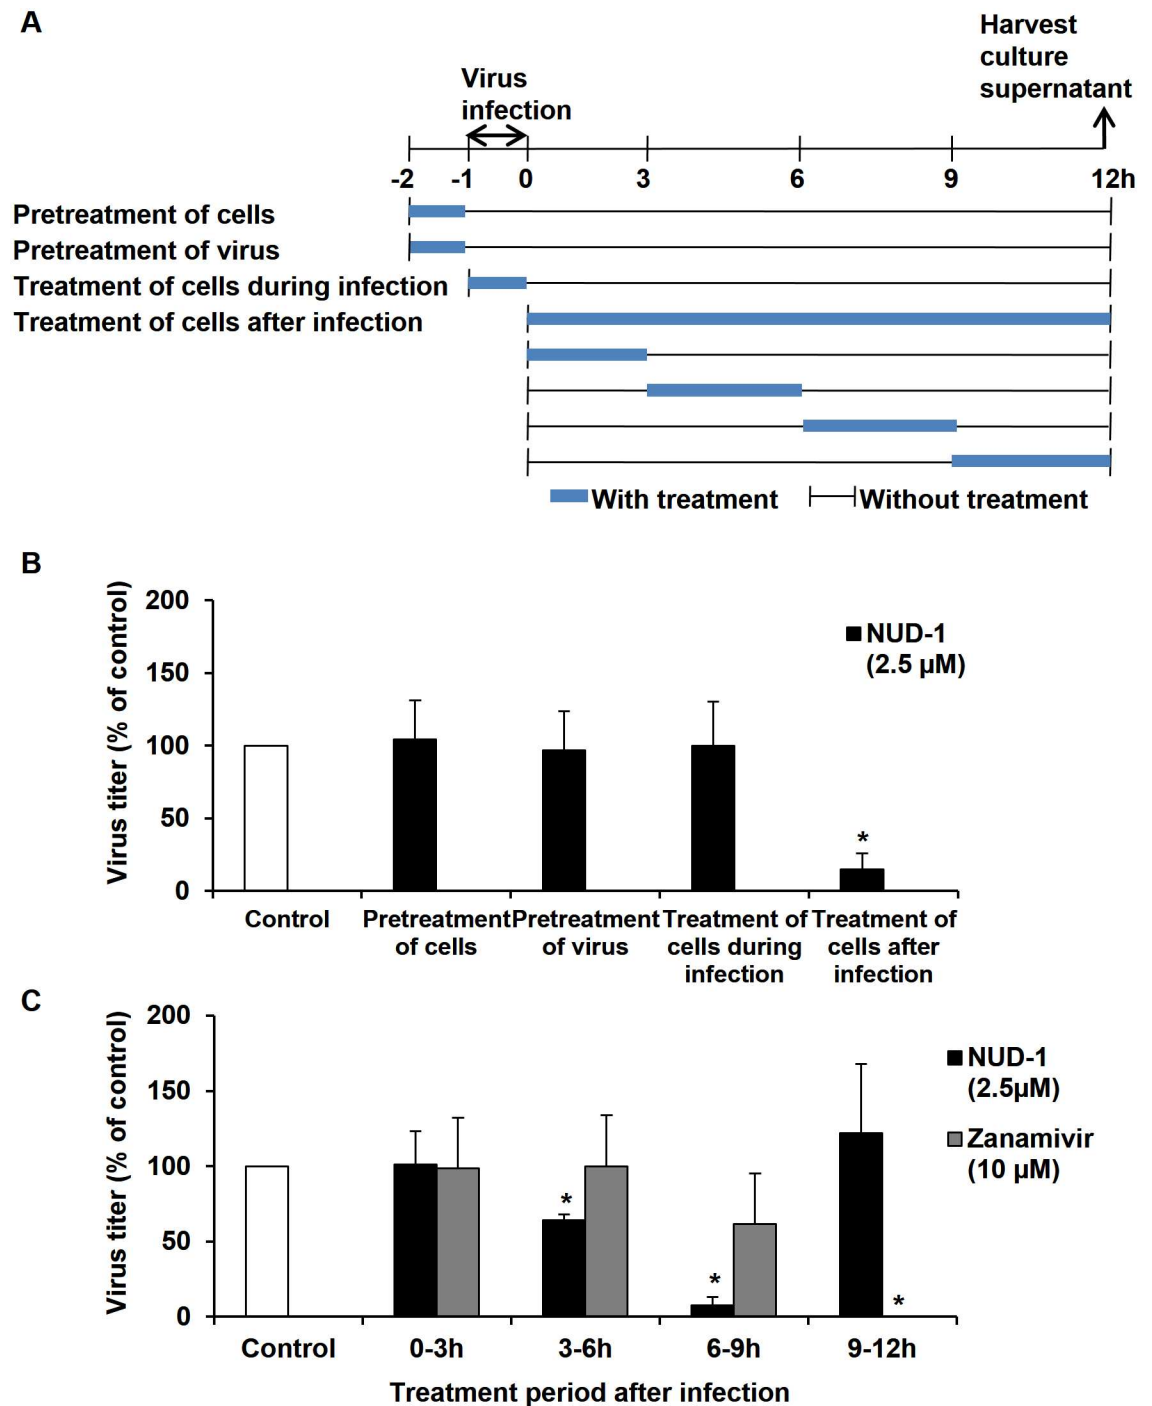 A
Harvest
culture
supernatant
Virus
infection
-2 -1 0 3 6 9 12h
Pretreatment of cells
Pretreatment of virus
Treatment of cells during infection
Treatment of cells after infection
With treatment Without treatment
B
Virus titer (% of control)
200
150
100
50
0
NUD-1
(2.5 µM)
*
Control
Pretreatment
of cells
Pretreatment
of virus
Treatment of
cells during
infection
Treatment of
cells after
infection
C
Virus titer (% of control)
200
150
100
50
0
NUD-1
(2.5µM)
Zanamivir
(10 µM)
*
*
*
Control 0-3h 3-6h 6-9h 9-12h
Treatment period after infection